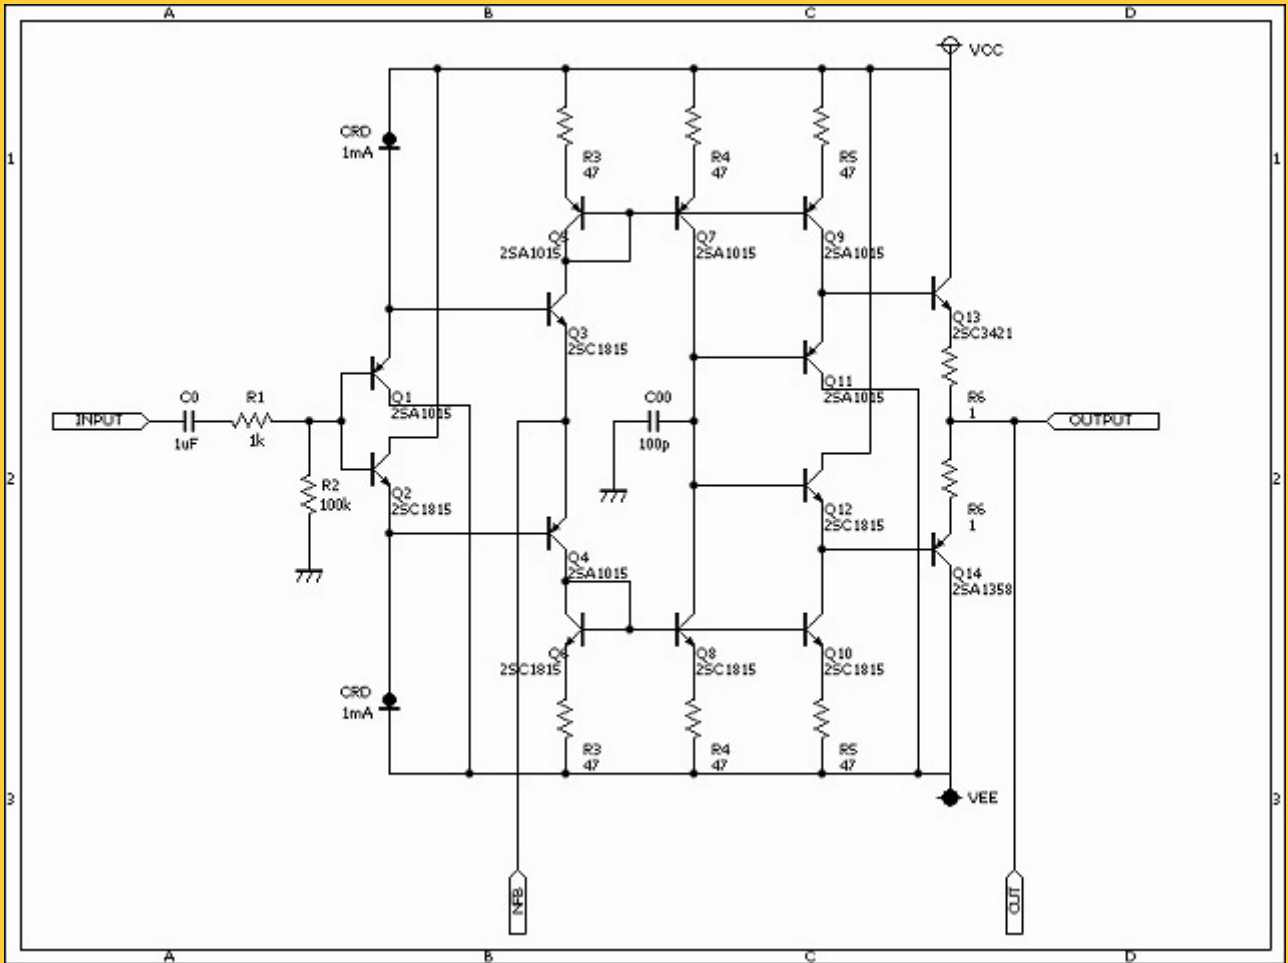 A B C D
VCC
CRD
1mA
1
R3
47
R4
47
R5
47
1
2SA1015
Q7
2SA1015
Q9
2SA1015
Q3
2SC1815
Q13
2SC3421
Q1
2SA1015
Q11
2SA1015
INPUT
C0
1uF
R1
1k
C00
100p
R6
1
OUTPUT
2
R2
100k
Q2
2SC1815
Q12
2SC1815
R6
1
2
Q4
2SA1015
Q14
2SA1358
2SC1815
Q8
2SC1815
Q10
2SC1815
CRD
1mA
R3
47
R4
47
R5
47
3
VEE
3
NFB
OUT
A B C D